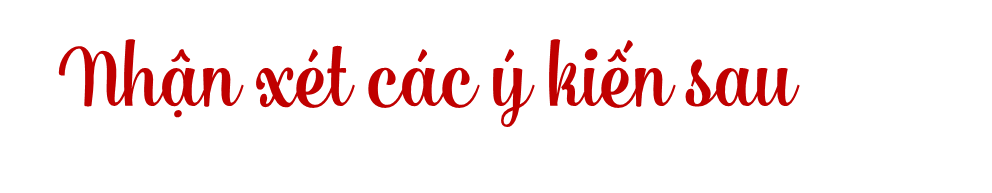 Nhận xét các ý kiến sau